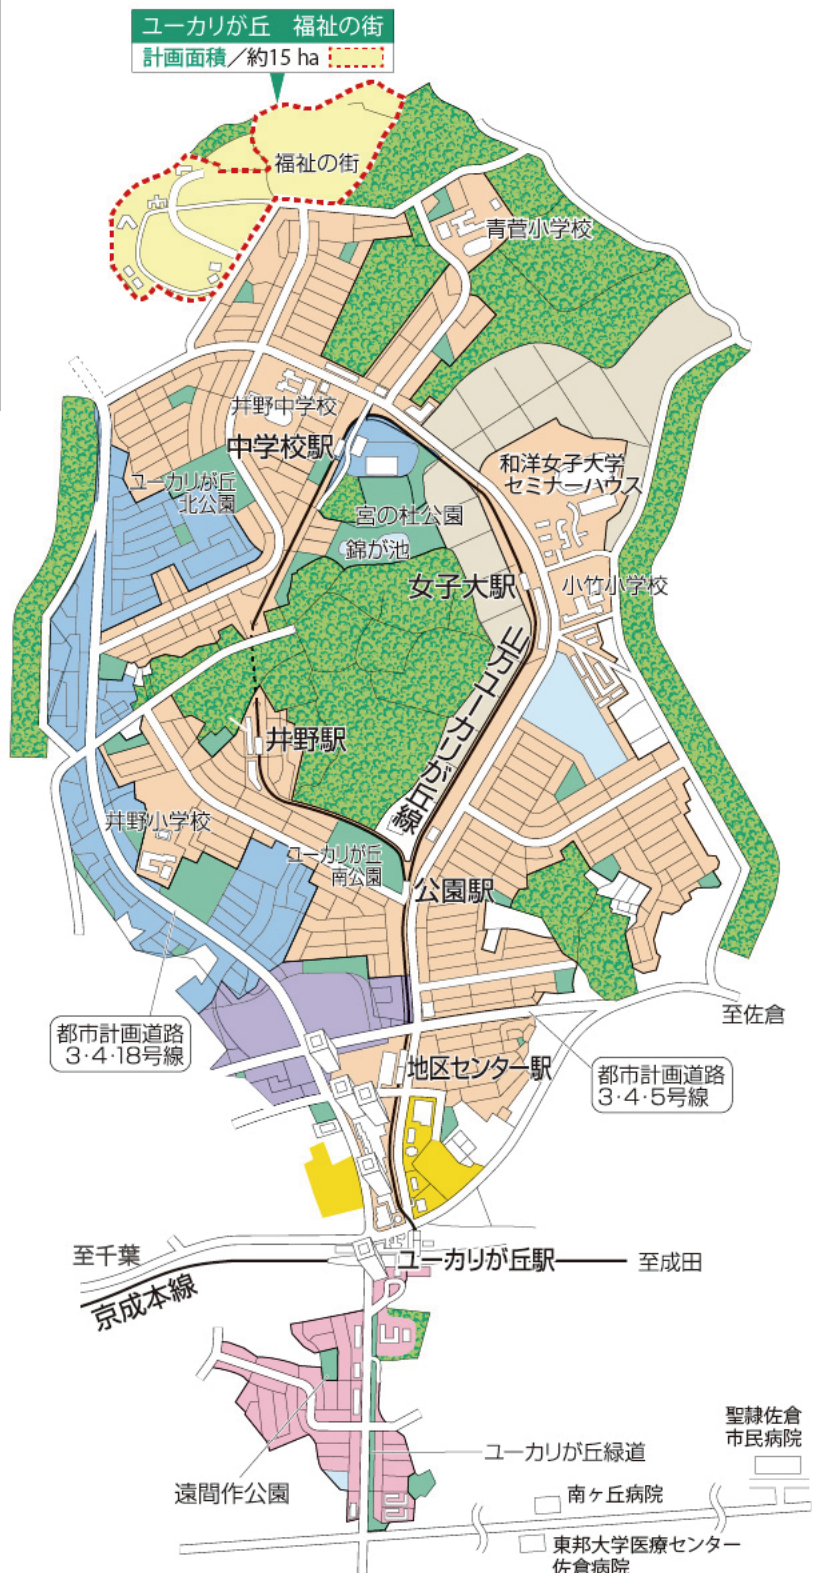 ユーカリが丘 福祉の街
計画面積／約15 ha
福祉の街
青菅小学校
井野中学校
中学校駅
ユーカリが丘
北公園
和洋女子大学
セミナーハウス
宮の杜公園
錦が池
女子大駅
小竹小学校
山万ユーカリが丘線
井野駅
井野小学校
ユーカリが丘
南公園
公園駅
至佐倉
都市計画道路
3・4・18号線
地区センター駅
都市計画道路
3・4・5号線
至千葉
ユーカリが丘駅
至成田
京成本線
聖隷佐倉
市民病院
ユーカリが丘緑道
遠間作公園
南ヶ丘病院
東邦大学医療センター
佐倉病院